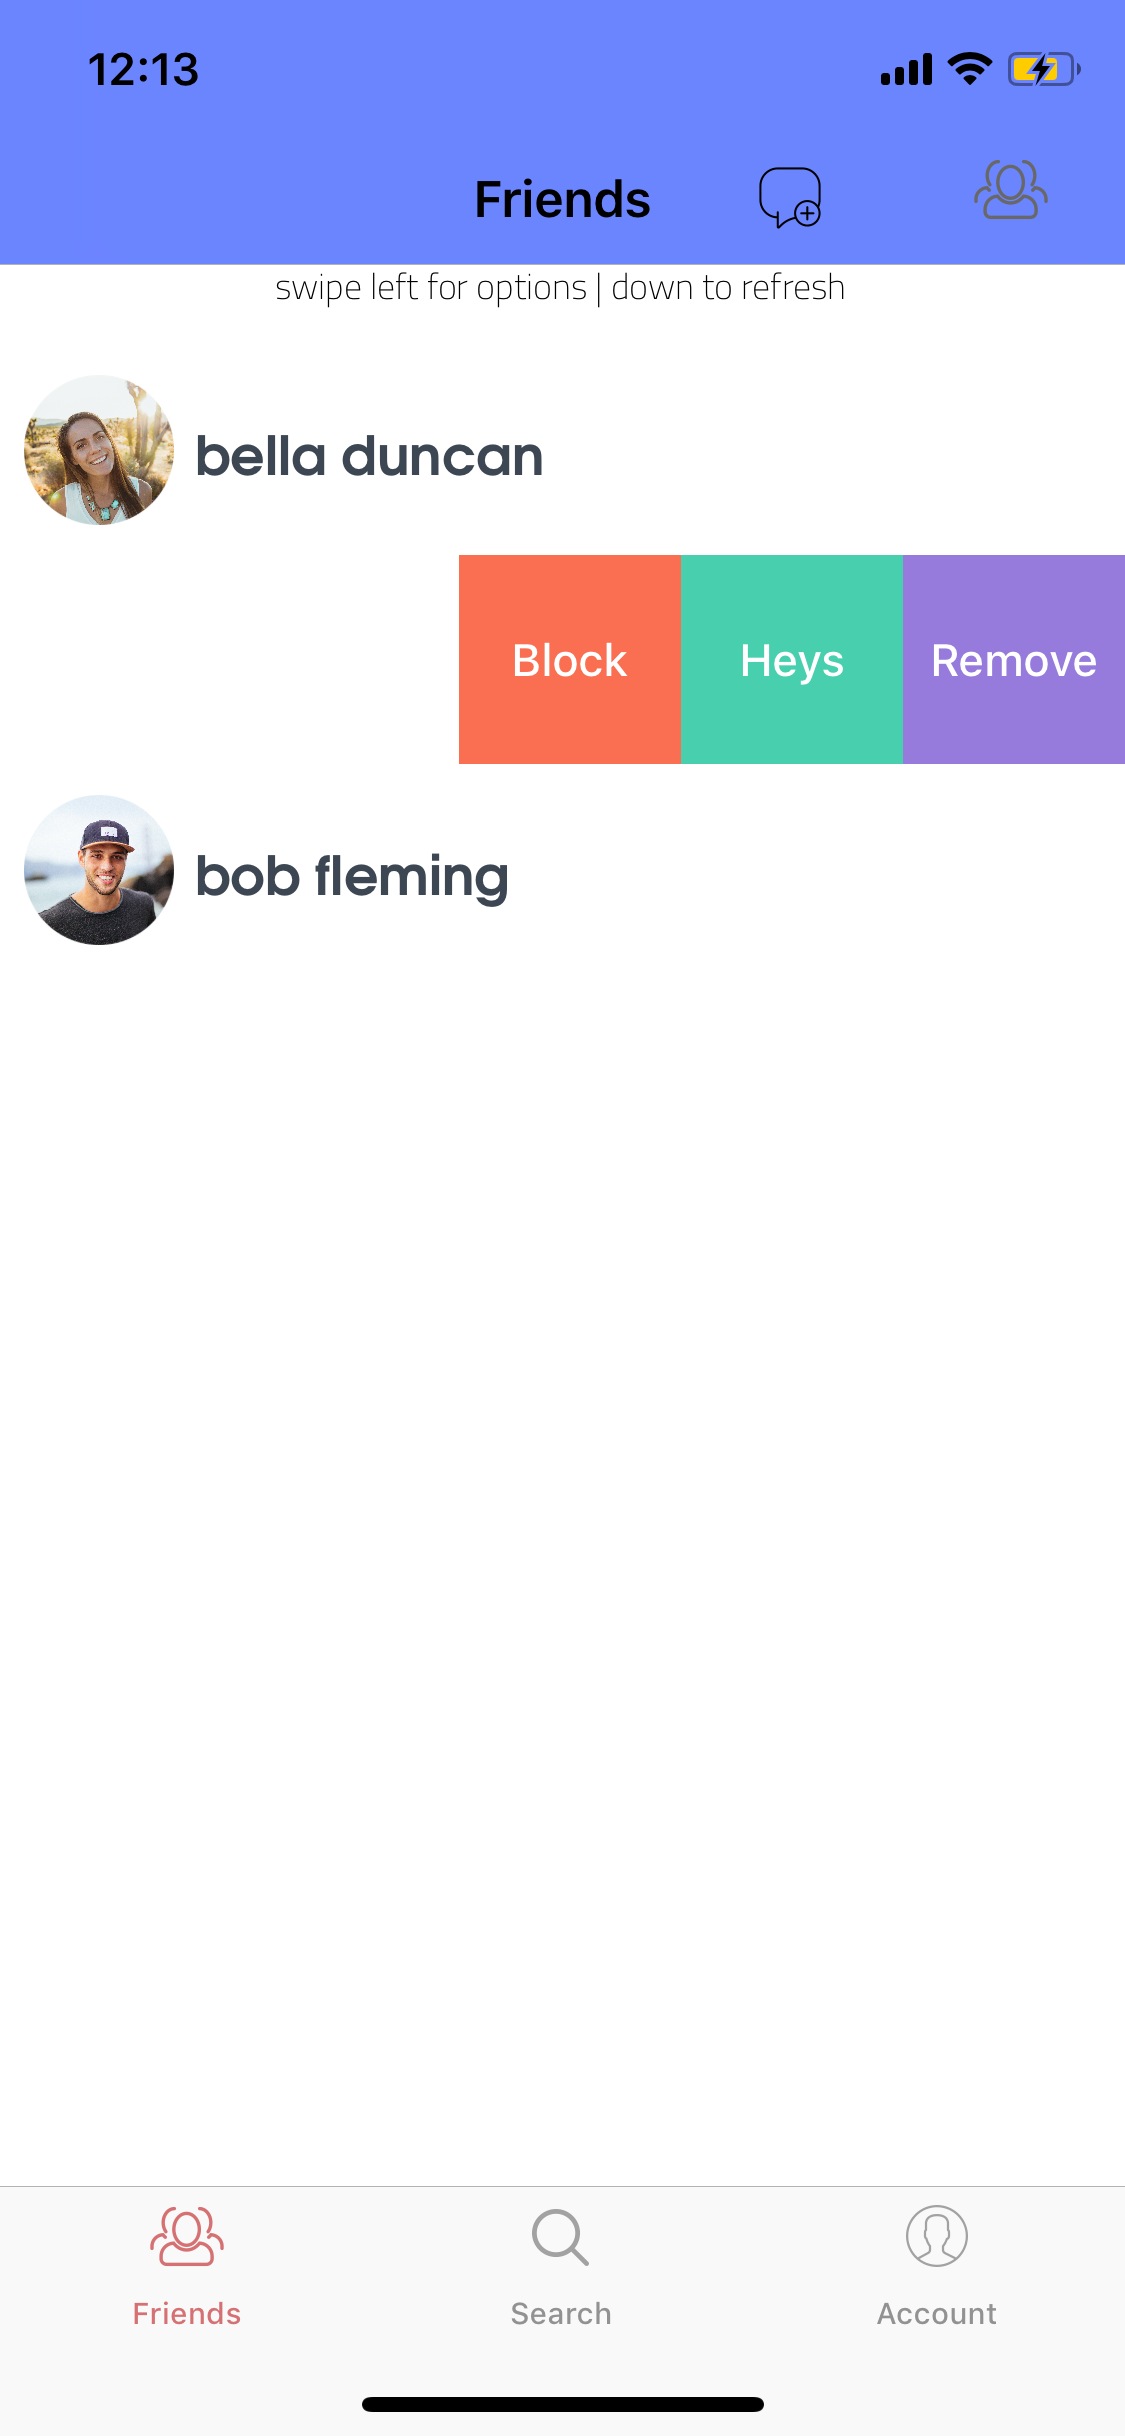 12:13
Friends
swipe left for options | down to refresh
bella duncan
Block Heys Remove
bob fleming
Friends Search Account